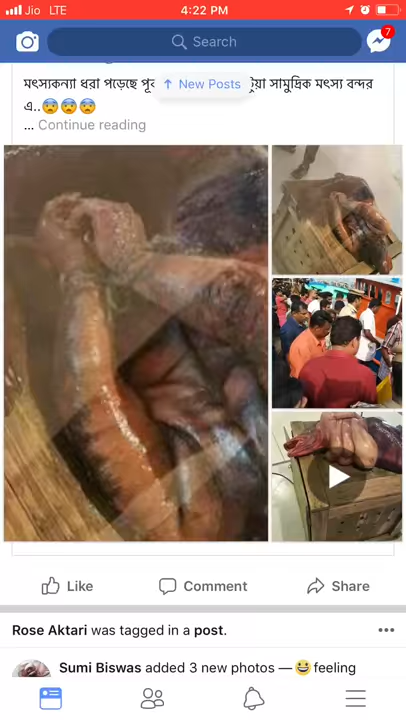 Jio LTE 4:22 PM
Search
7
মৎস্যকন্যা ধরা পড়েছে
↑ New Posts
সামুদ্রিক মৎস্য বন্দর
এ..😨😨😨
... Continue reading
Like Comment Share
Rose Aktari was tagged in a post.
Sumi Biswas added 3 new photos — 😃 feeling